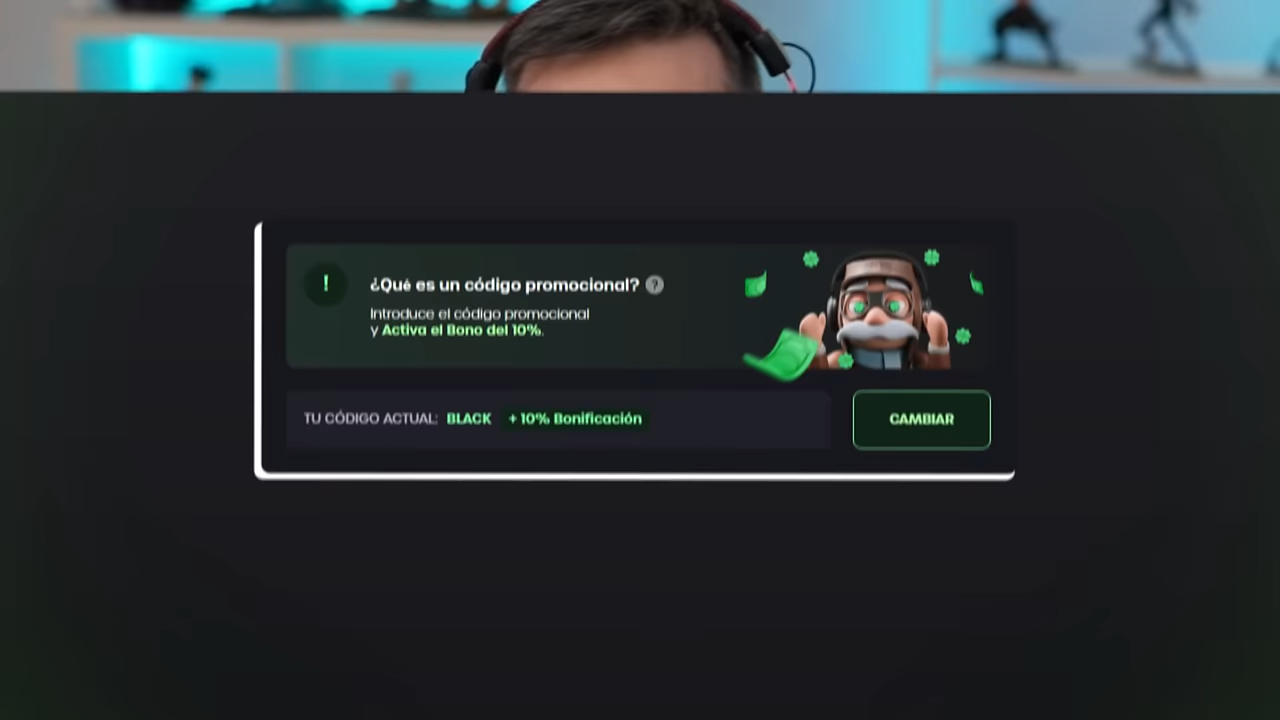 !
¿Qué es un código promocional? ?
Introduce el código promocional
y Activa el Bono del 10%.
TU CÓDIGO ACTUAL: BLACK + 10% Bonificación
CAMBIAR